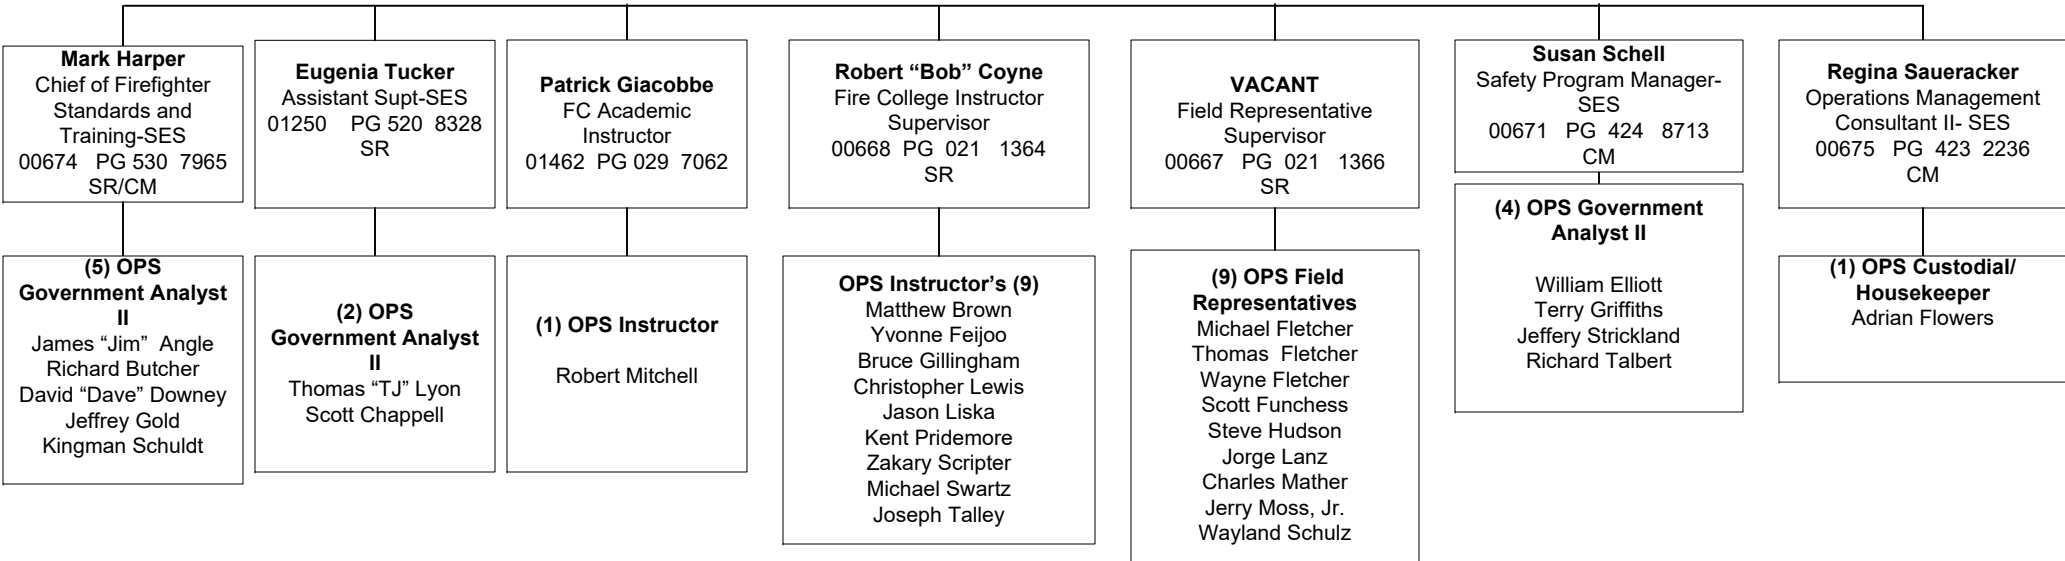 Mark Harper
Chief of Firefighter
Standards and
Training-SES
00674 PG 530 7965
SR/CM
Eugenia Tucker
Assistant Supt-SES
01250 PG 520 8328
SR
Patrick Giacobbe
FC Academic
Instructor
01462 PG 029 7062
Robert “Bob” Coyne
Fire College Instructor
Supervisor
00668 PG 021 1364
SR
VACANT
Field Representative
Supervisor
00667 PG 021 1366
SR
Susan Schell
Safety Program Manager-
SES
00671 PG 424 8713
CM
Regina Saueracker
Operations Management
Consultant II- SES
00675 PG 423 2236
CM
(5) OPS
Government Analyst
II
James “Jim” Angle
Richard Butcher
David “Dave” Downey
Jeffrey Gold
Kingman Schuldt
(2) OPS
Government Analyst
II
Thomas “TJ” Lyon
Scott Chappell
(1) OPS Instructor
Robert Mitchell
OPS Instructor’s (9)
Matthew Brown
Yvonne Feijoo
Bruce Gillingham
Christopher Lewis
Jason Liska
Kent Pridemore
Zakary Scripter
Michael Swartz
Joseph Talley
(9) OPS Field
Representatives
Michael Fletcher
Thomas Fletcher
Wayne Fletcher
Scott Funchess
Steve Hudson
Jorge Lanz
Charles Mather
Jerry Moss, Jr.
Wayland Schulz
(4) OPS Government
Analyst II
William Elliott
Terry Griffiths
Jeffery Strickland
Richard Talbert
(1) OPS Custodial/
Housekeeper
Adrian Flowers